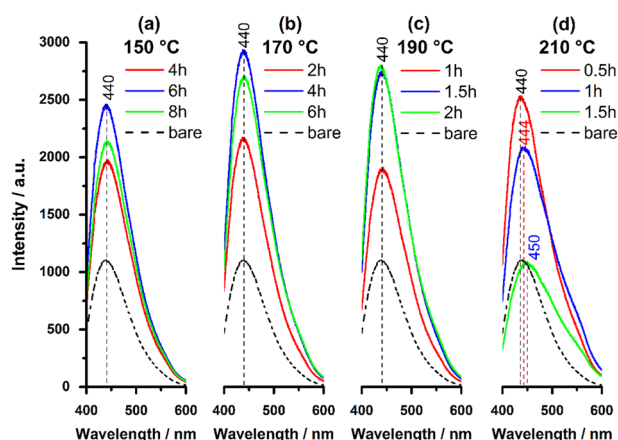 (a)
150 °C
4h
6h
8h
bare
440
(b)
170 °C
2h
4h
6h
bare
440
(c)
190 °C
1h
1.5h
2h
bare
440
(d)
210 °C
0.5h
1h
1.5h
bare
440
444
450
Intensity / a.u.
3000
2500
2000
1500
1000
500
0
400 500 600 400 500 600 400 500 600 400 500 600
Wavelength / nm Wavelength / nm Wavelength / nm Wavelength / nm